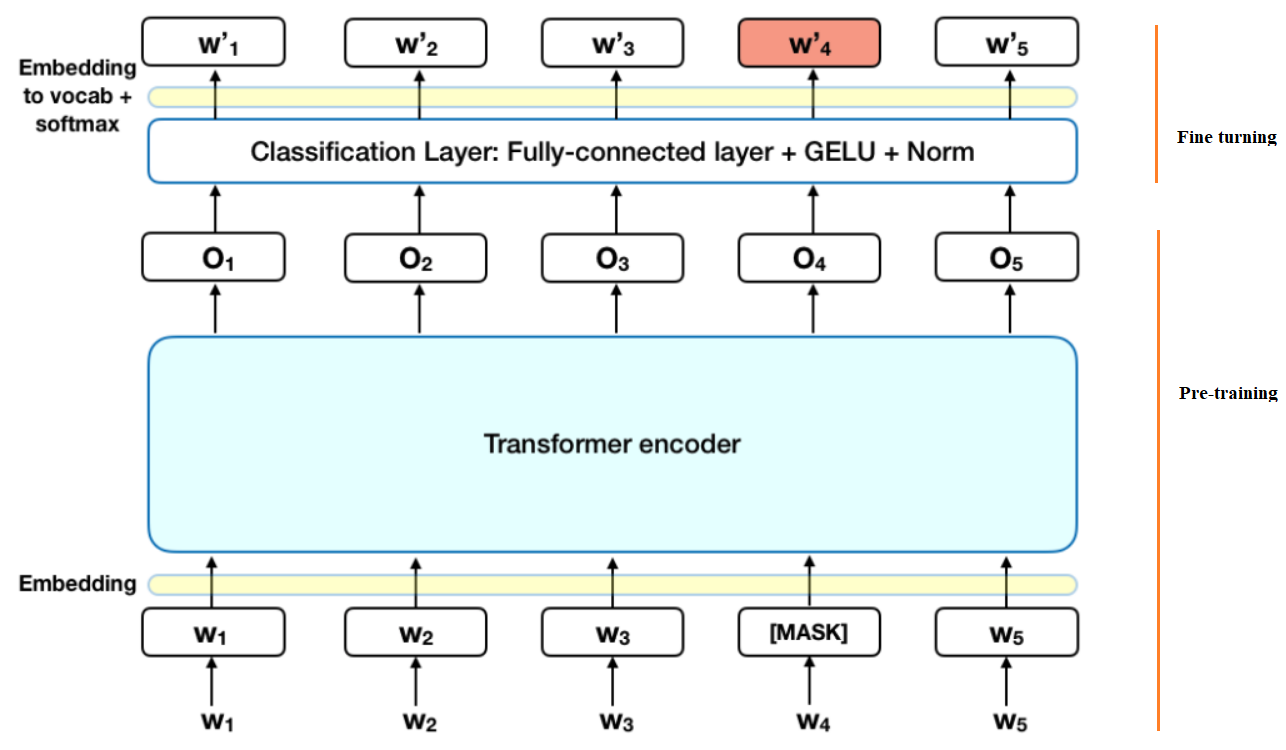 w’1 w’2 w’3 w’4 w’5
Embedding
to vocab +
softmax
Fine turning
Classification Layer: Fully-connected layer + GELU + Norm
O1 O2 O3 O4 O5
Pre-training
Transformer encoder
Embedding
w1 w2 w3 [MASK] w5
w1 w2 w3 w4 w5